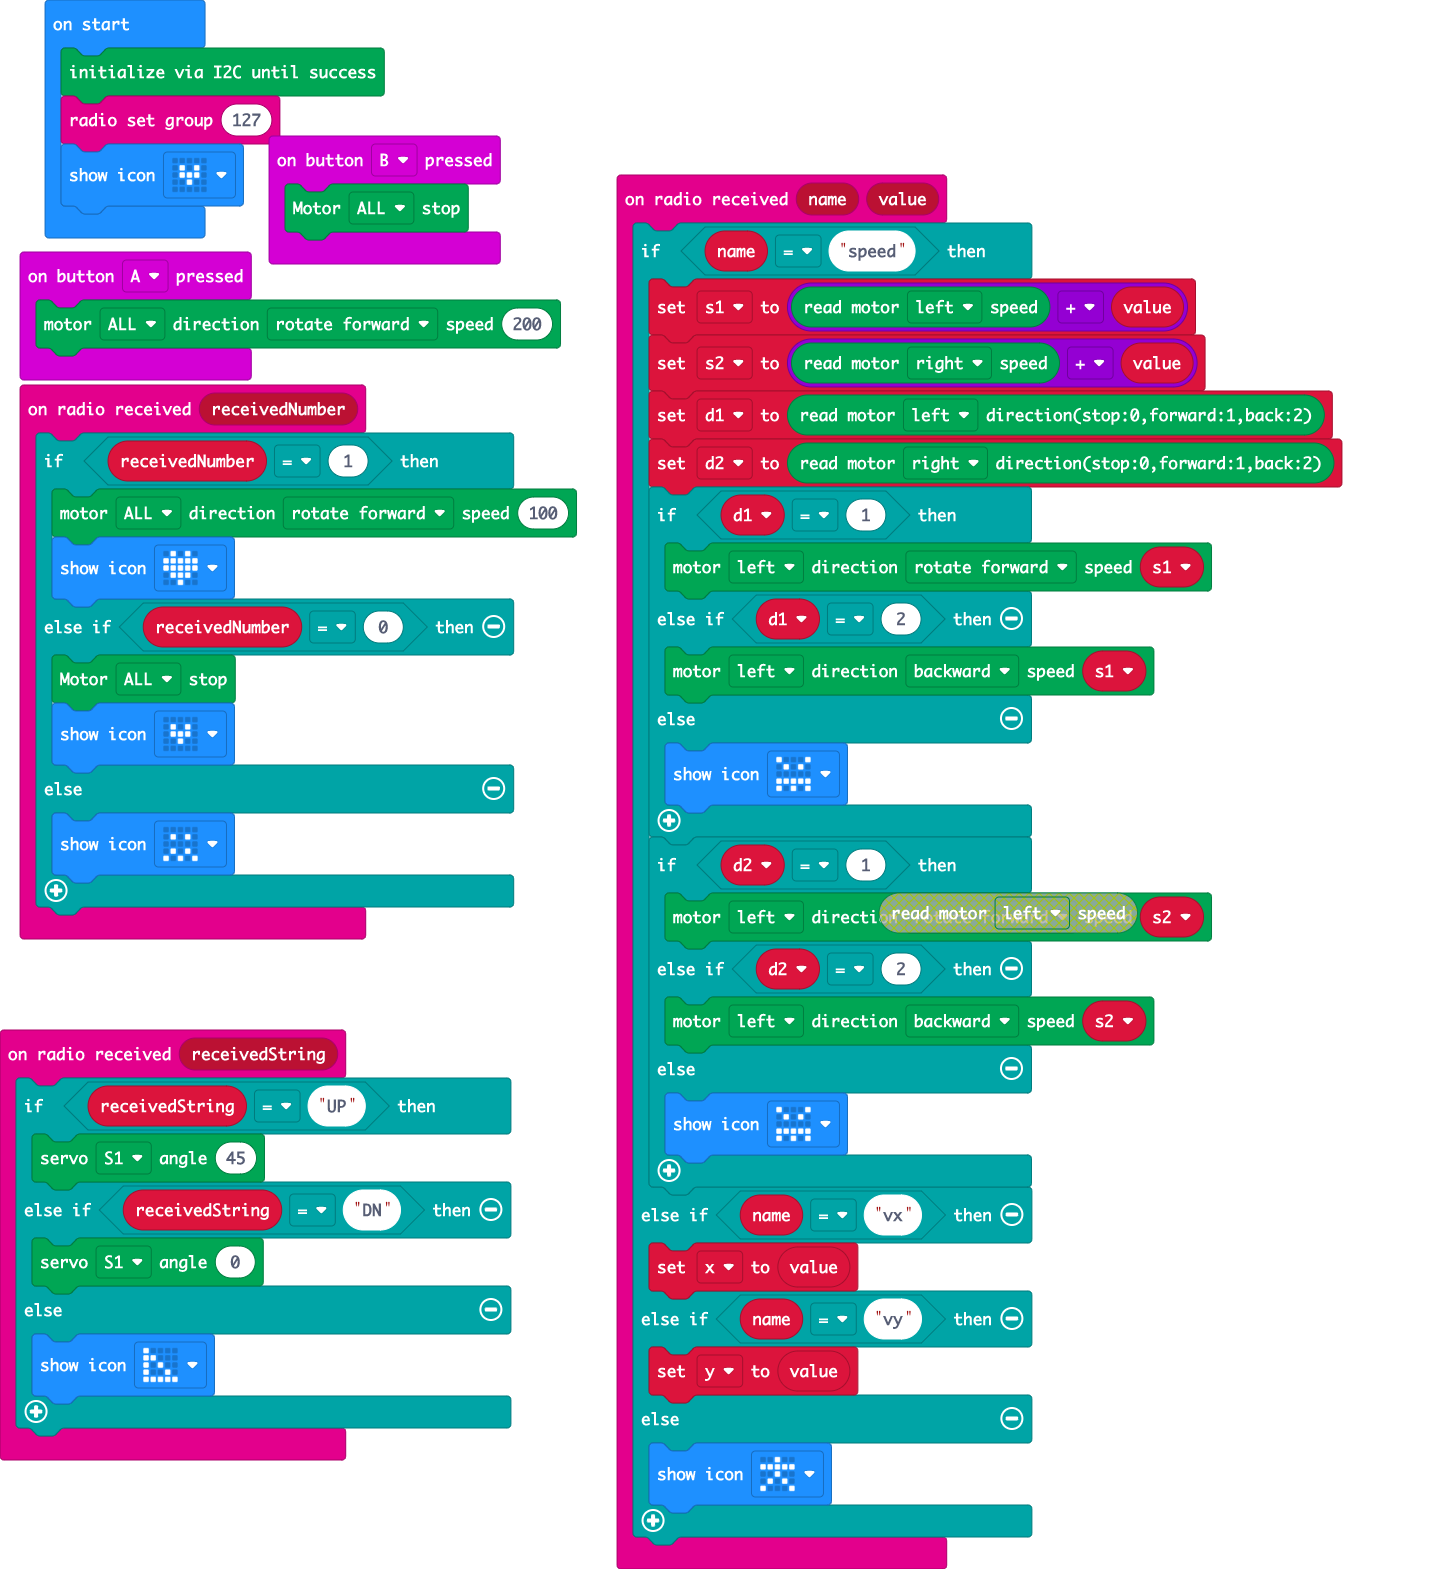 on start
initialize via I2C until success
radio set group 127
show icon
on button B pressed
Motor ALL stop
on button A pressed
motor ALL direction rotate forward speed 200
on radio received receivedNumber
if receivedNumber = 1 then
motor ALL direction rotate forward speed 100
show icon
else if receivedNumber = 0 then
Motor ALL stop
show icon
else
show icon
on radio received receivedString
if receivedString = "UP" then
servo S1 angle 45
else if receivedString = "DN" then
servo S1 angle 0
else
show icon
on radio received name value
if name = "speed" then
set s1 to read motor left speed + value
set s2 to read motor right speed + value
set d1 to read motor left direction(stop:0,forward:1,back:2)
set d2 to read motor right direction(stop:0,forward:1,back:2)
if d1 = 1 then
motor left direction rotate forward speed s1
else if d1 = 2 then
motor left direction backward speed s1
else
show icon
if d2 = 1 then
motor left direction rotate forward speed s2
read motor left speed
else if d2 = 2 then
motor left direction backward speed s2
else
show icon
else if name = "vx" then
set x to value
else if name = "vy" then
set y to value
else
show icon